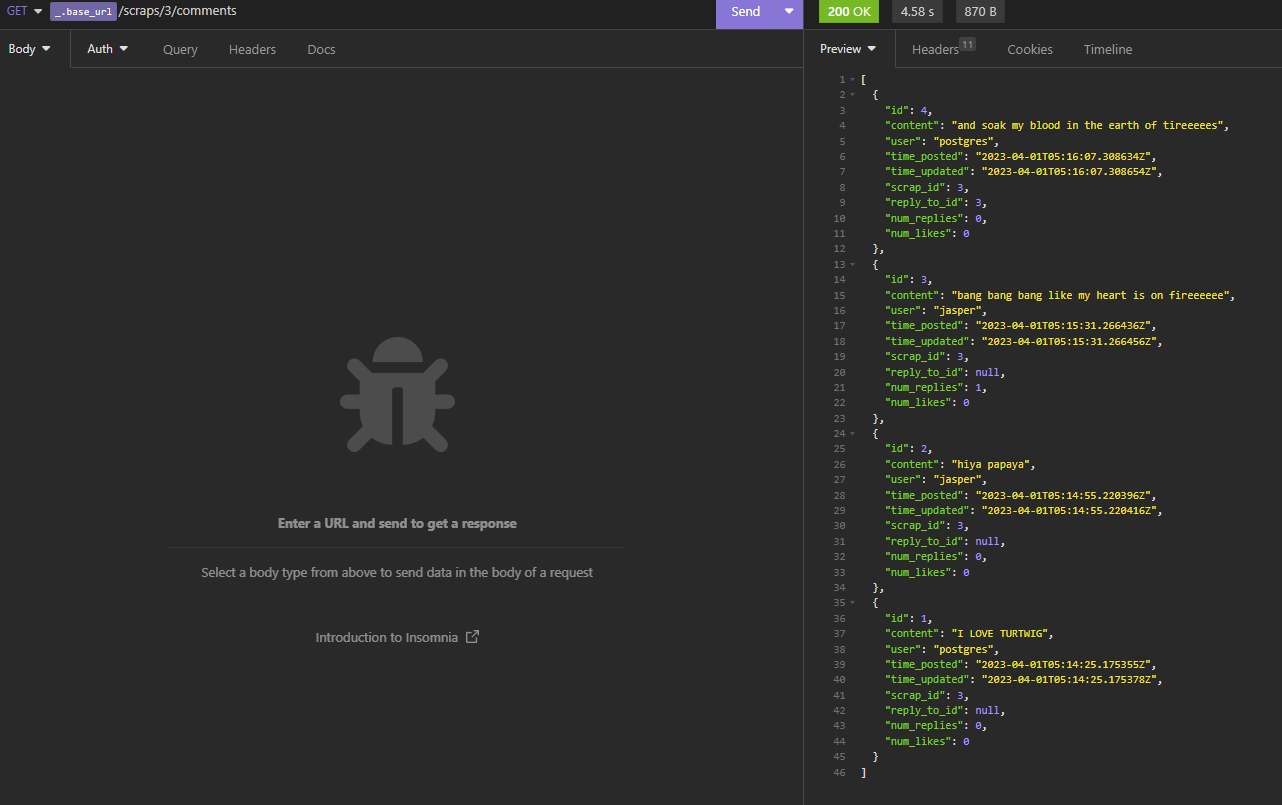 GET _.base_url /scraps/3/comments Send 200 OK 4.58 s 870 B
Body Auth Query Headers Docs Preview Headers 11 Cookies Timeline
Enter a URL and send to get a response
Select a body type from above to send data in the body of a request
Introduction to Insomnia
1 [
2 {
3 "id": 4,
4 "content": "and soak my blood in the earth of tireeeees",
5 "user": "postgres",
6 "time_posted": "2023-04-01T05:16:07.308634Z",
7 "time_updated": "2023-04-01T05:16:07.308654Z",
8 "scrap_id": 3,
9 "reply_to_id": 3,
10 "num_replies": 0,
11 "num_likes": 0
12 },
13 {
14 "id": 3,
15 "content": "bang bang bang like my heart is on fireeeeee",
16 "user": "jasper",
17 "time_posted": "2023-04-01T05:15:31.266436Z",
18 "time_updated": "2023-04-01T05:15:31.266456Z",
19 "scrap_id": 3,
20 "reply_to_id": null,
21 "num_replies": 1,
22 "num_likes": 0
23 },
24 {
25 "id": 2,
26 "content": "hiya papaya",
27 "user": "jasper",
28 "time_posted": "2023-04-01T05:14:55.220396Z",
29 "time_updated": "2023-04-01T05:14:55.220416Z",
30 "scrap_id": 3,
31 "reply_to_id": null,
32 "num_replies": 0,
33 "num_likes": 0
34 },
35 {
36 "id": 1,
37 "content": "I LOVE TURTWIG",
38 "user": "postgres",
39 "time_posted": "2023-04-01T05:14:25.175355Z",
40 "time_updated": "2023-04-01T05:14:25.175378Z",
41 "scrap_id": 3,
42 "reply_to_id": null,
43 "num_replies": 0,
44 "num_likes": 0
45 }
46 ]